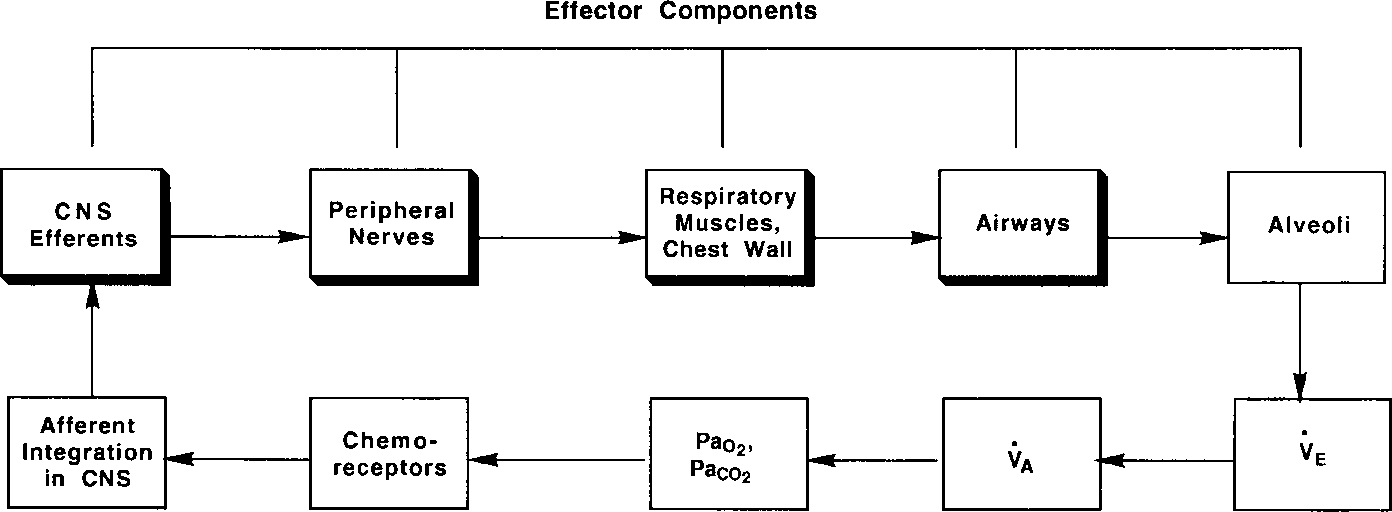 Effector Components
CNS
Efferents
Peripheral
Nerves
Respiratory
Muscles,
Chest Wall
Airways
Alveoli
Afferent
Integration
in CNS
Chemo-
receptors
PaO₂,
PaCO₂
V̇A
V̇E